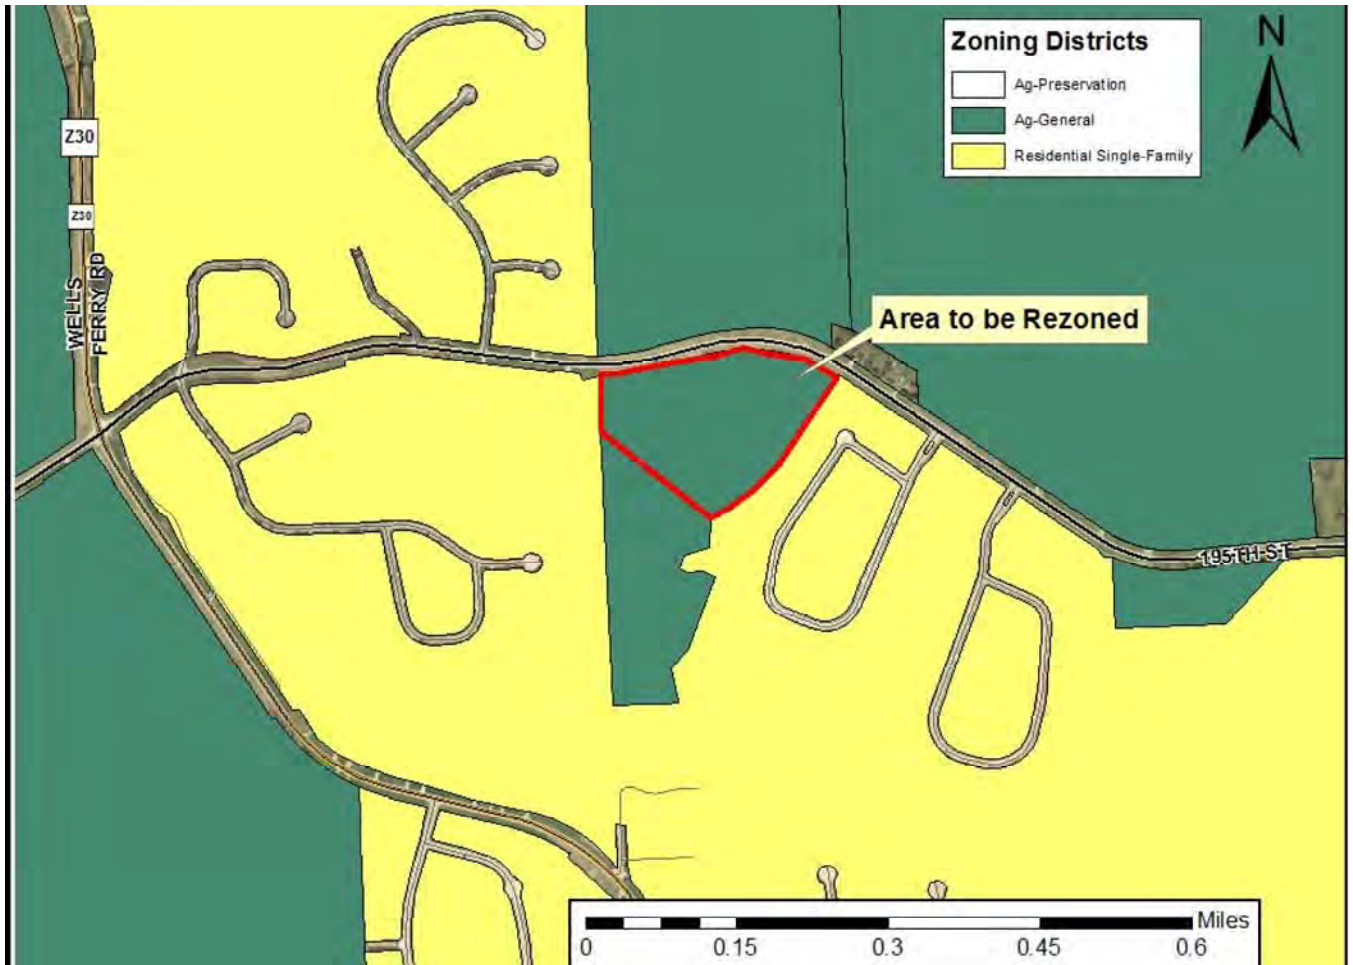 Zoning Districts
Ag-Preservation
Ag-General
Residential Single-Family
N
Z30
Z30
WELLS
FERRY RD
Area to be Rezoned
195TH ST
Miles
0 0.15 0.3 0.45 0.6